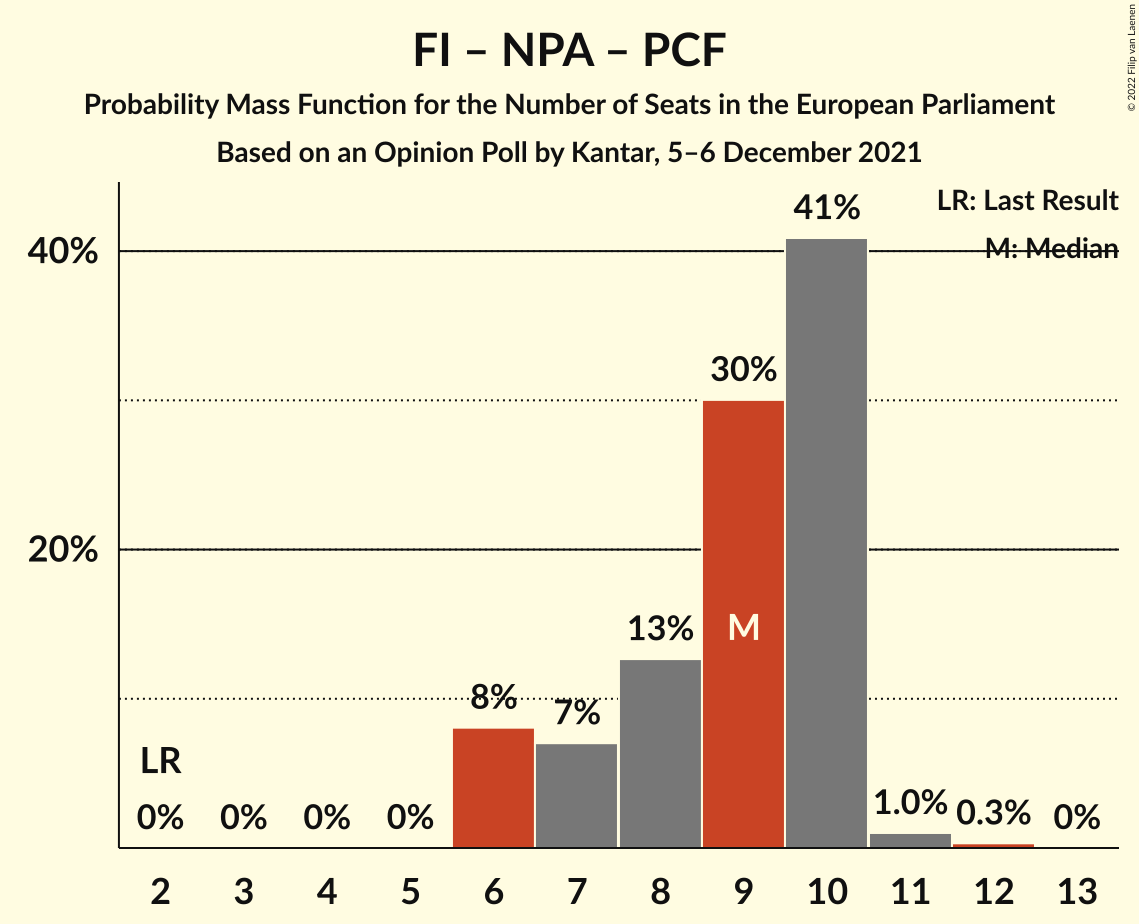 FI – NPA – PCF
Probability Mass Function for the Number of Seats in the European Parliament
Based on an Opinion Poll by Kantar, 5–6 December 2021
© 2022 Filip van Laenen
LR: Last Result
M: Median
40%
20%
LR
0%
0%
0%
0%
8%
7%
13%
30%
M
41%
1.0%
0.3%
0%
2 3 4 5 6 7 8 9 10 11 12 13